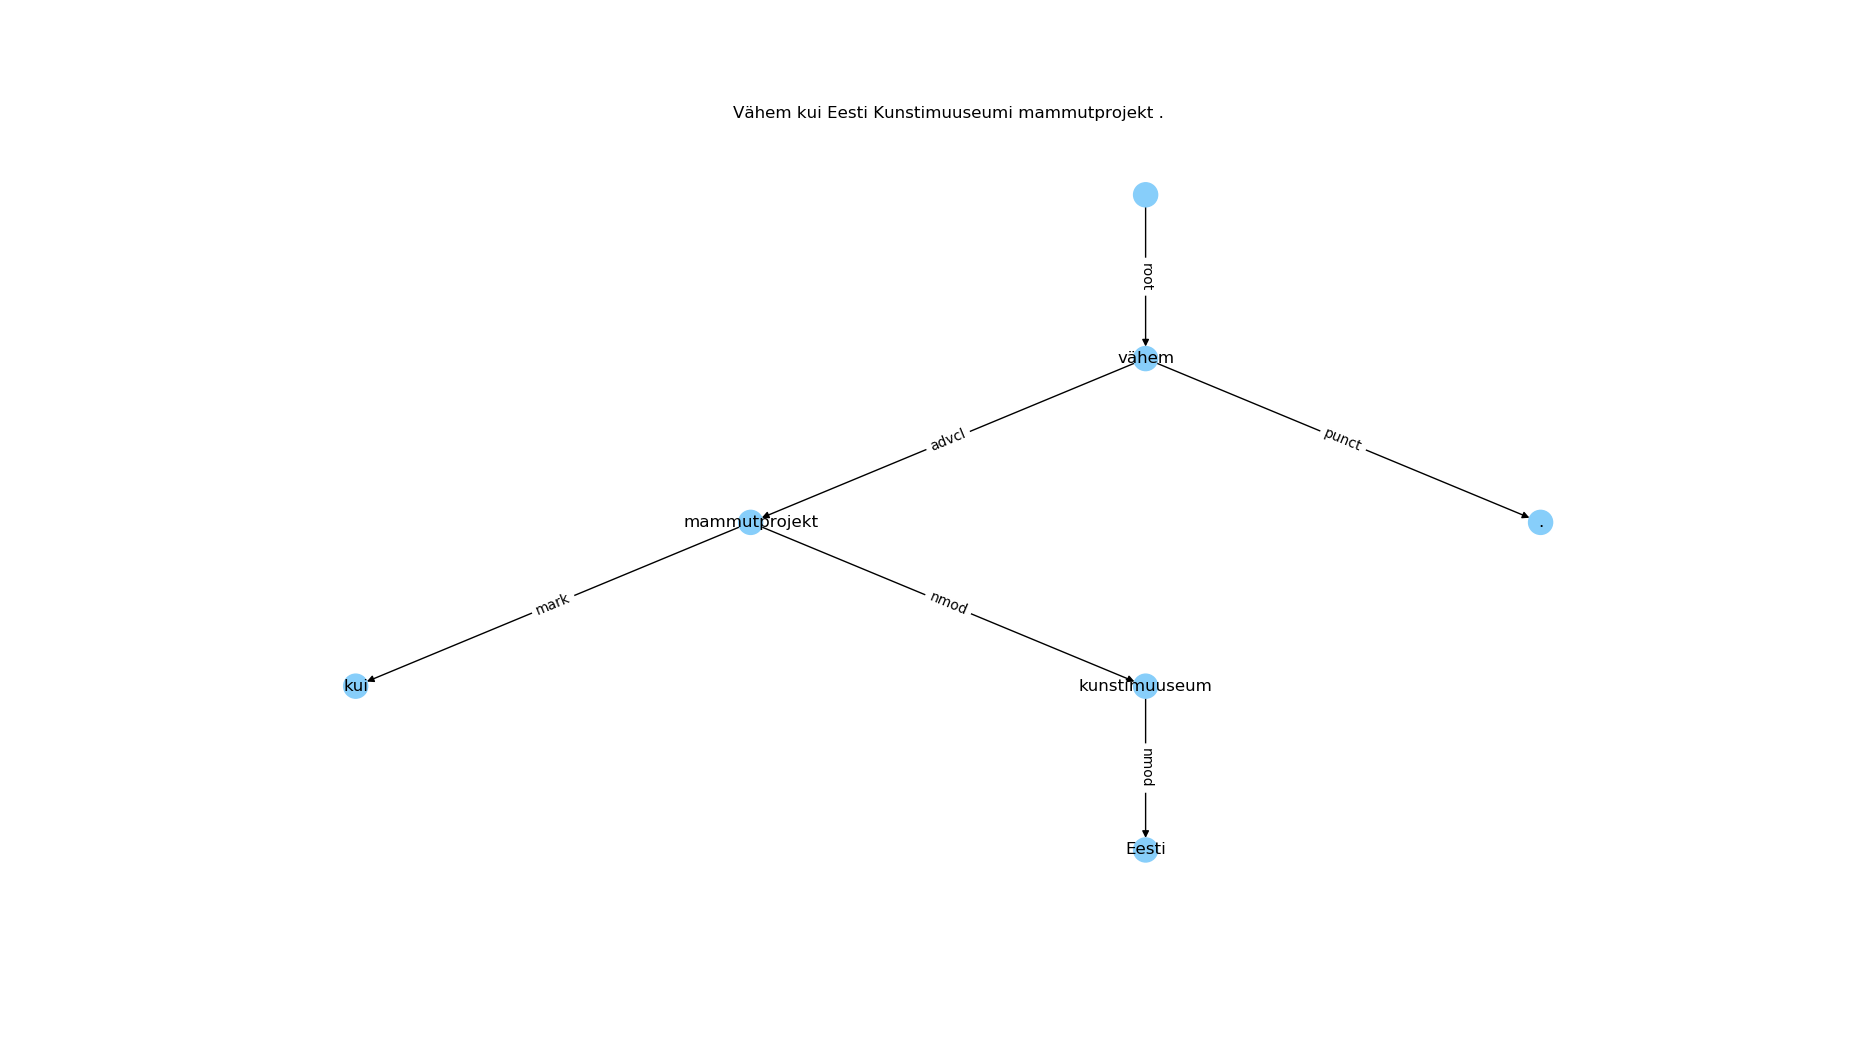 Vähem kui Eesti Kunstimuuseumi mammutprojekt .
root
vähem
advcl
punct
mammutprojekt
.
mark
nmod
kui
kunstimuuseum
nmod
Eesti